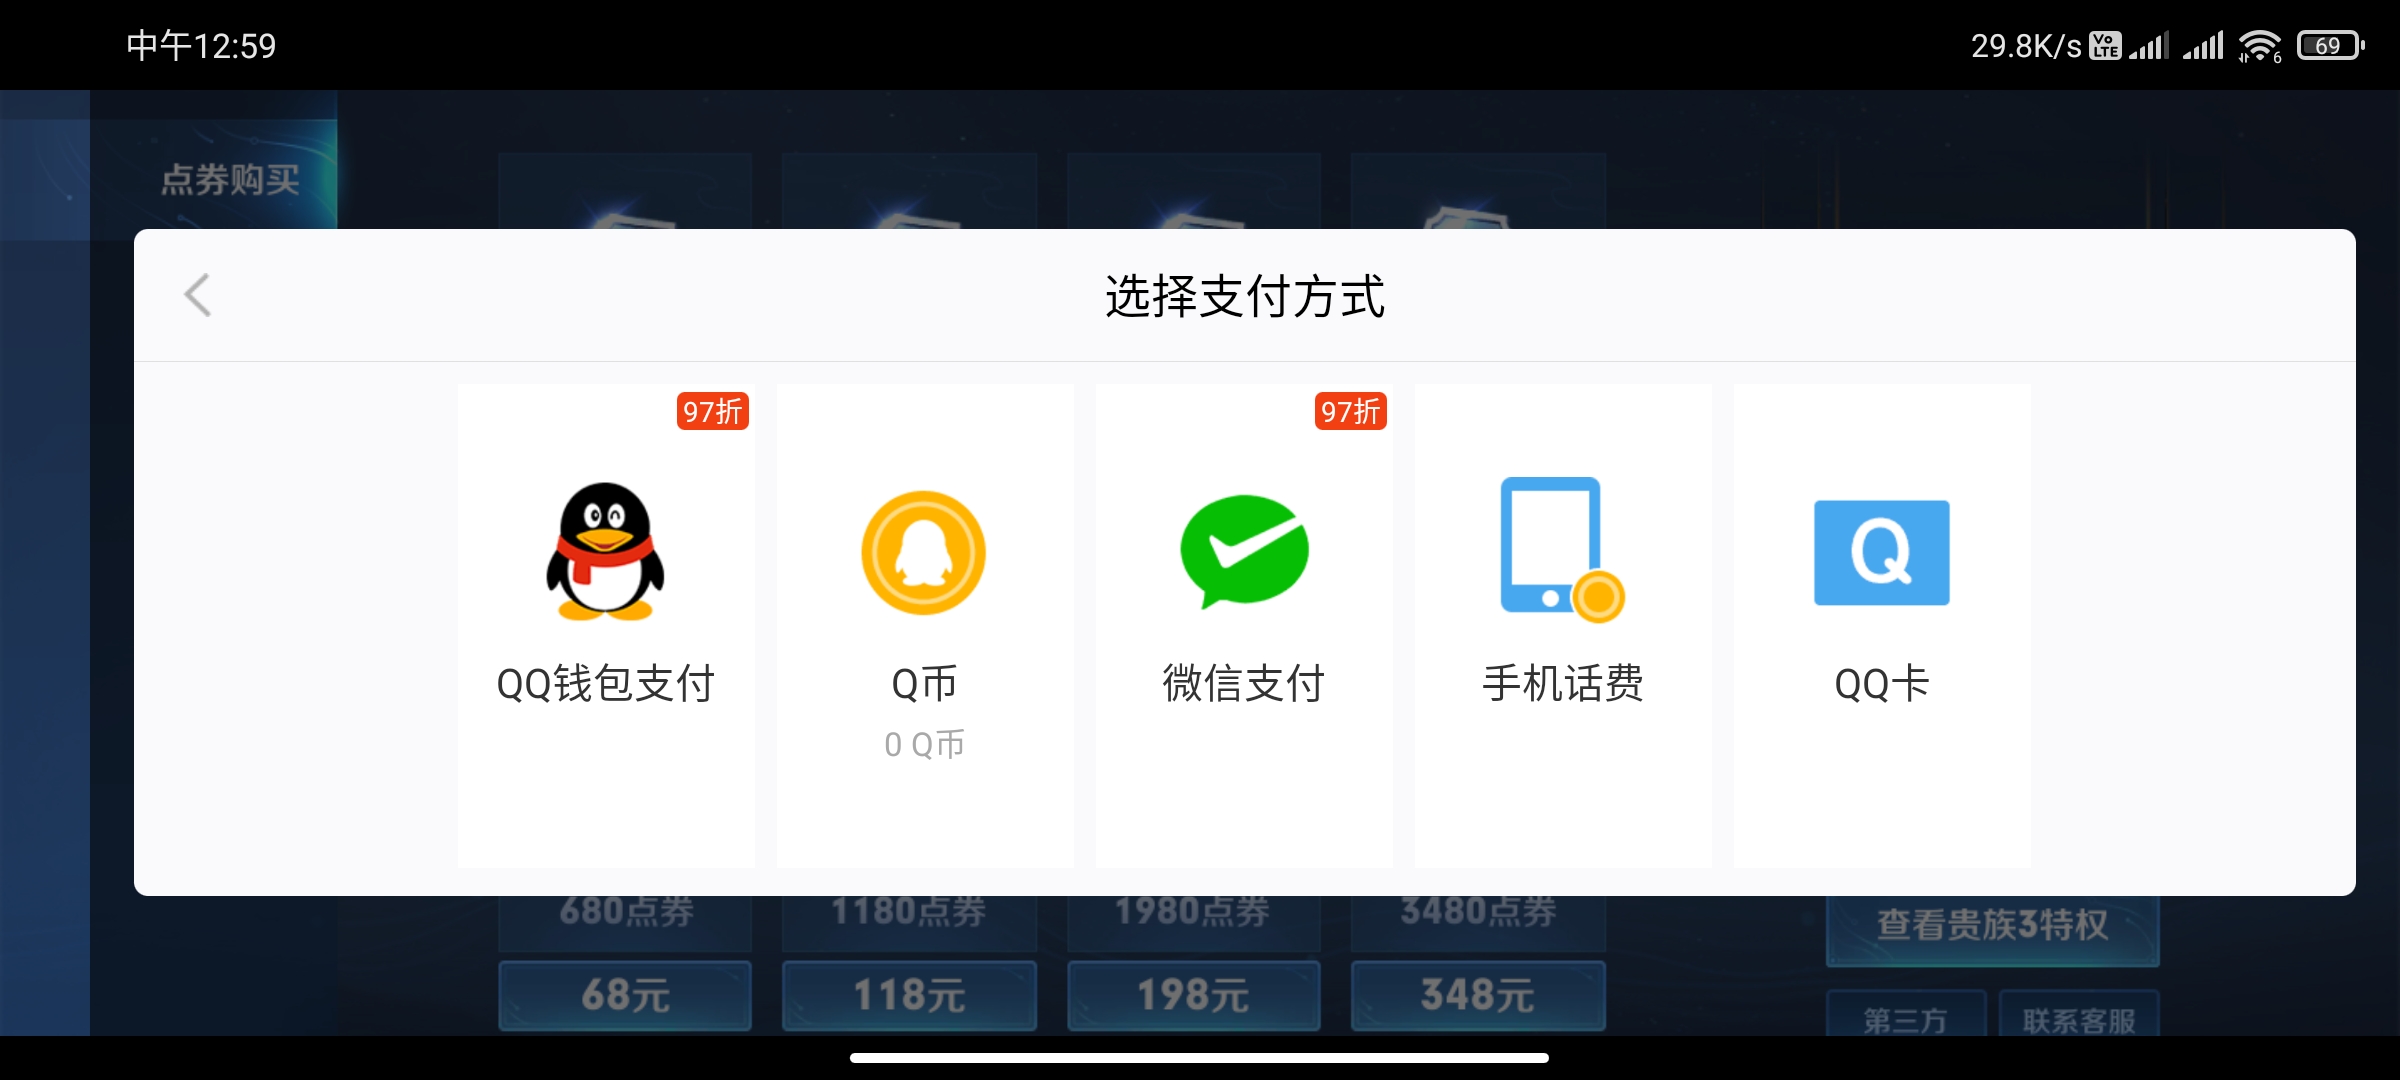 中午12:59
29.8K/s
VoLTE
6
69
点券购买
选择支付方式
97折
97折
QQ钱包支付
Q币
微信支付
手机话费
Q
QQ卡
0 Q币
680点券
1180点券
1980点券
3480点券
查看贵族3特权
68元
118元
198元
348元
第三方
联系客服